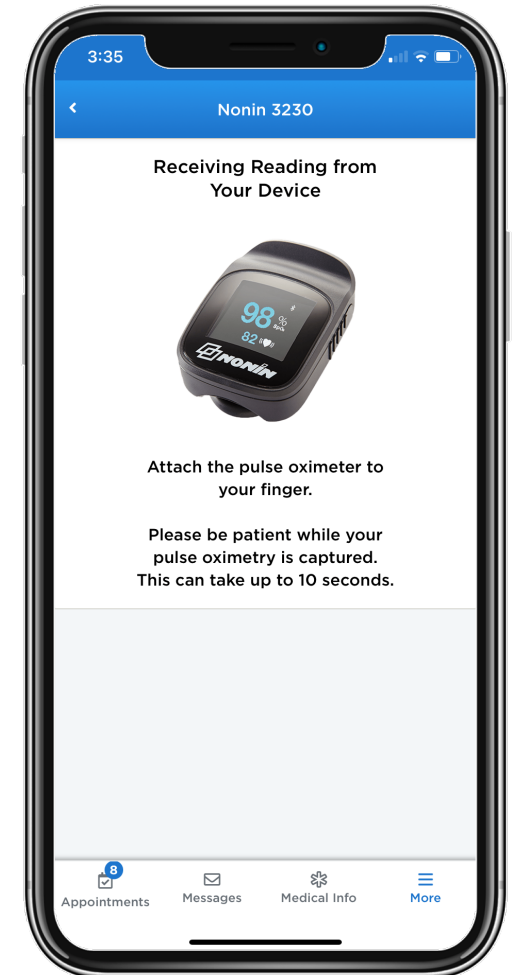 3:35
Nonin 3230
Receiving Reading from
Your Device
98 %
SpO₂
82
NONIN
Attach the pulse oximeter to
your finger.
Please be patient while your
pulse oximetry is captured.
This can take up to 10 seconds.
8
Appointments
Messages
Medical Info
More